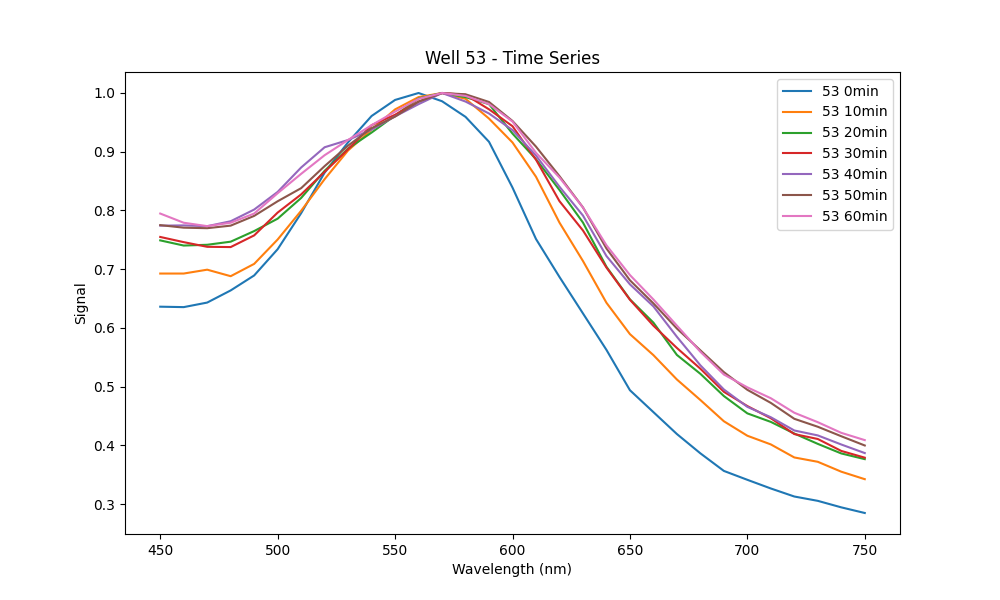 Well 53 - Time Series
Signal
1.0
0.9
0.8
0.7
0.6
0.5
0.4
0.3
450
500
550
600
650
700
750
Wavelength (nm)
53 0min
53 10min
53 20min
53 30min
53 40min
53 50min
53 60min